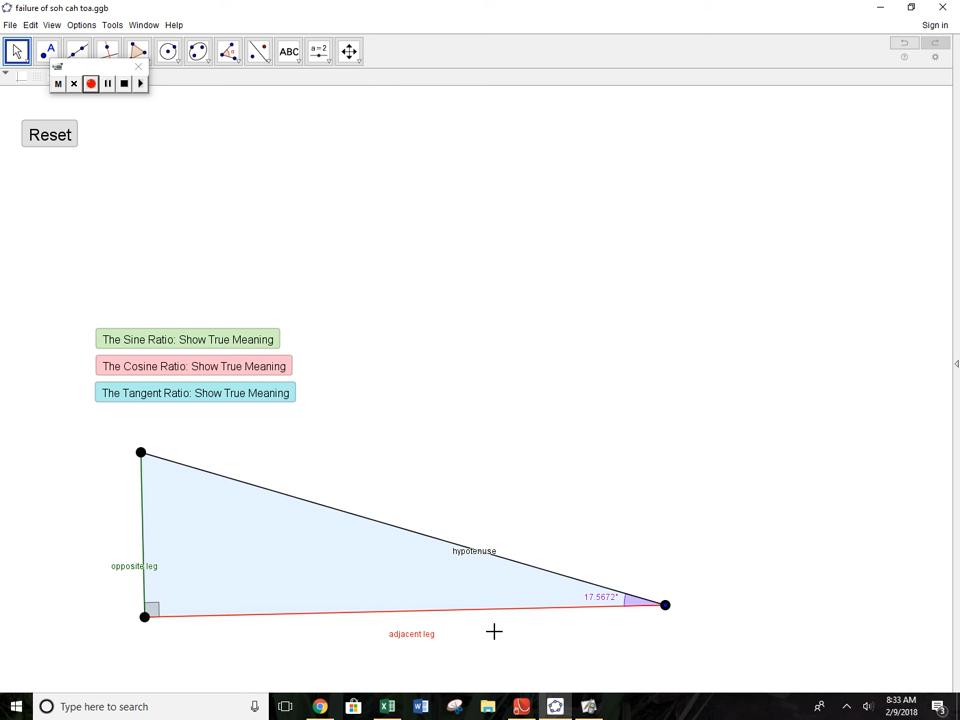 failure of soh cah toa.ggb
File Edit View Options Tools Window Help
Sign in
A
ABC
a=2
M
Reset
The Sine Ratio: Show True Meaning
The Cosine Ratio: Show True Meaning
The Tangent Ratio: Show True Meaning
hypotenuse
opposite leg
17.5672°
adjacent leg
Type here to search
8:33 AM
2/9/2018
3